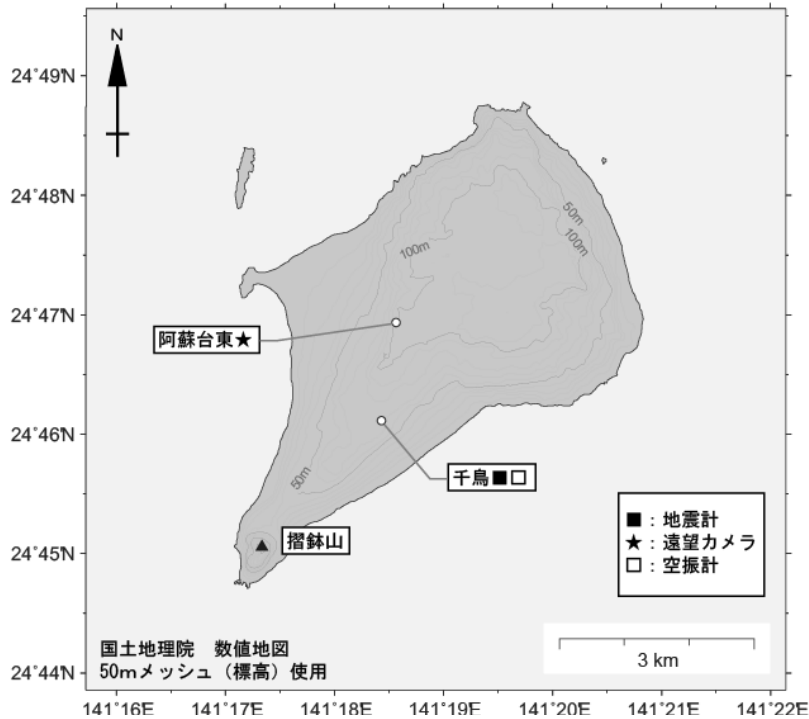 N
24°49'N
24°48'N
24°47'N
24°46'N
24°45'N
24°44'N
50m
100m
100m
阿蘇台東★
千鳥■□
50m
摺鉢山
■：地震計
★：遠望カメラ
□：空振計
国土地理院　数値地図
50mメッシュ（標高）使用
3 km
141°16'E 141°17'E 141°18'E 141°19'E 141°20'E 141°21'E 141°22'E